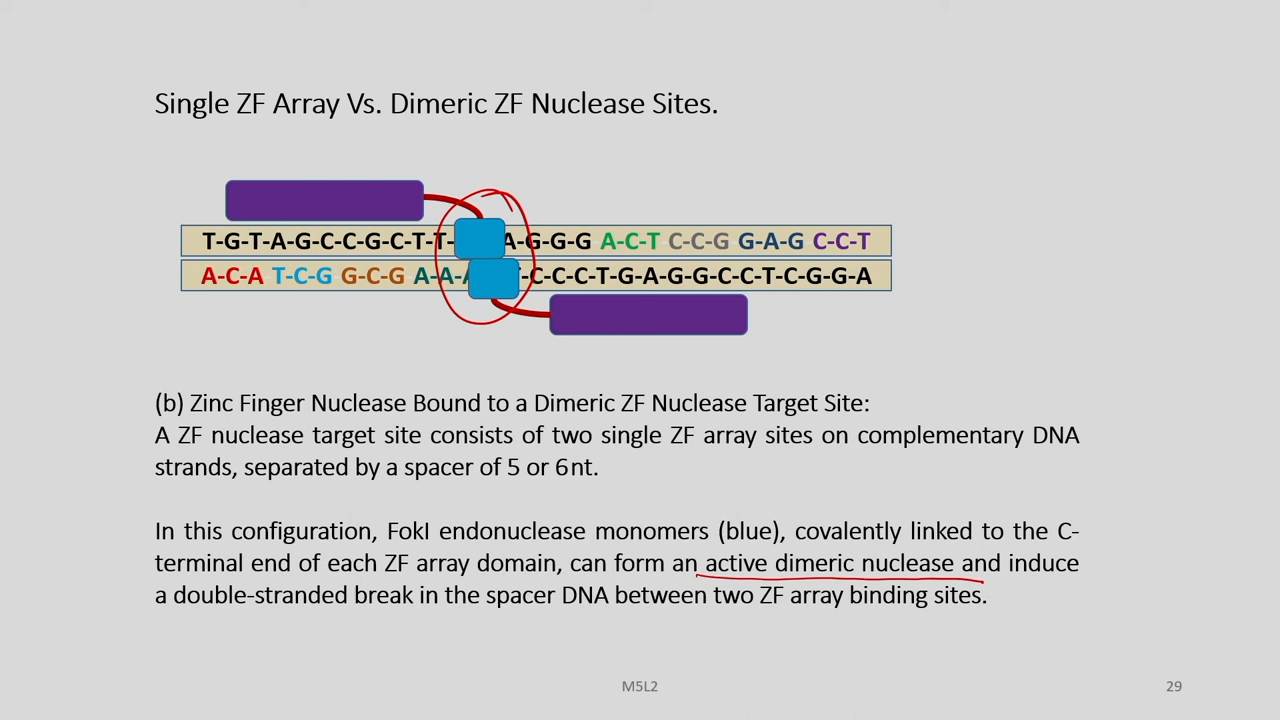 Single ZF Array Vs. Dimeric ZF Nuclease Sites.
T-G-T-A-G-C-C-G-C-T-T- A-G-G-G A-C-T C-C-G G-A-G C-C-T
A-C-A T-C-G G-C-G A-A-A -C-C-C-T-G-A-G-G-C-C-T-C-G-G-A
(b) Zinc Finger Nuclease Bound to a Dimeric ZF Nuclease Target Site:
A ZF nuclease target site consists of two single ZF array sites on complementary DNA
strands, separated by a spacer of 5 or 6nt.
In this configuration, FokI endonuclease monomers (blue), covalently linked to the C-
terminal end of each ZF array domain, can form an active dimeric nuclease and induce
a double-stranded break in the spacer DNA between two ZF array binding sites.
M5L2
29